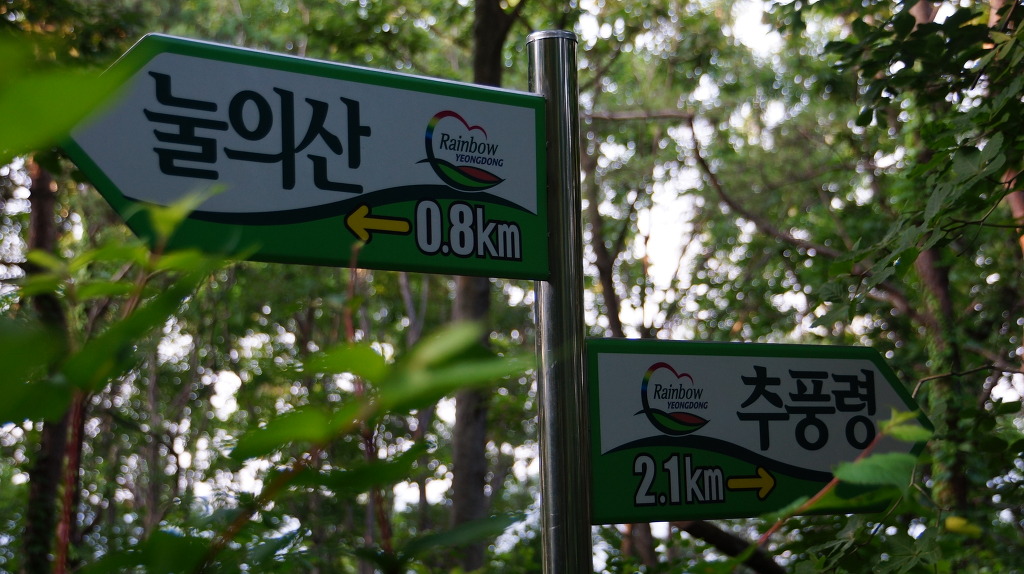 눌의산
Rainbow
YEONGDONG
0.8km
Rainbow
YEONGDONG
추풍령
2.1km